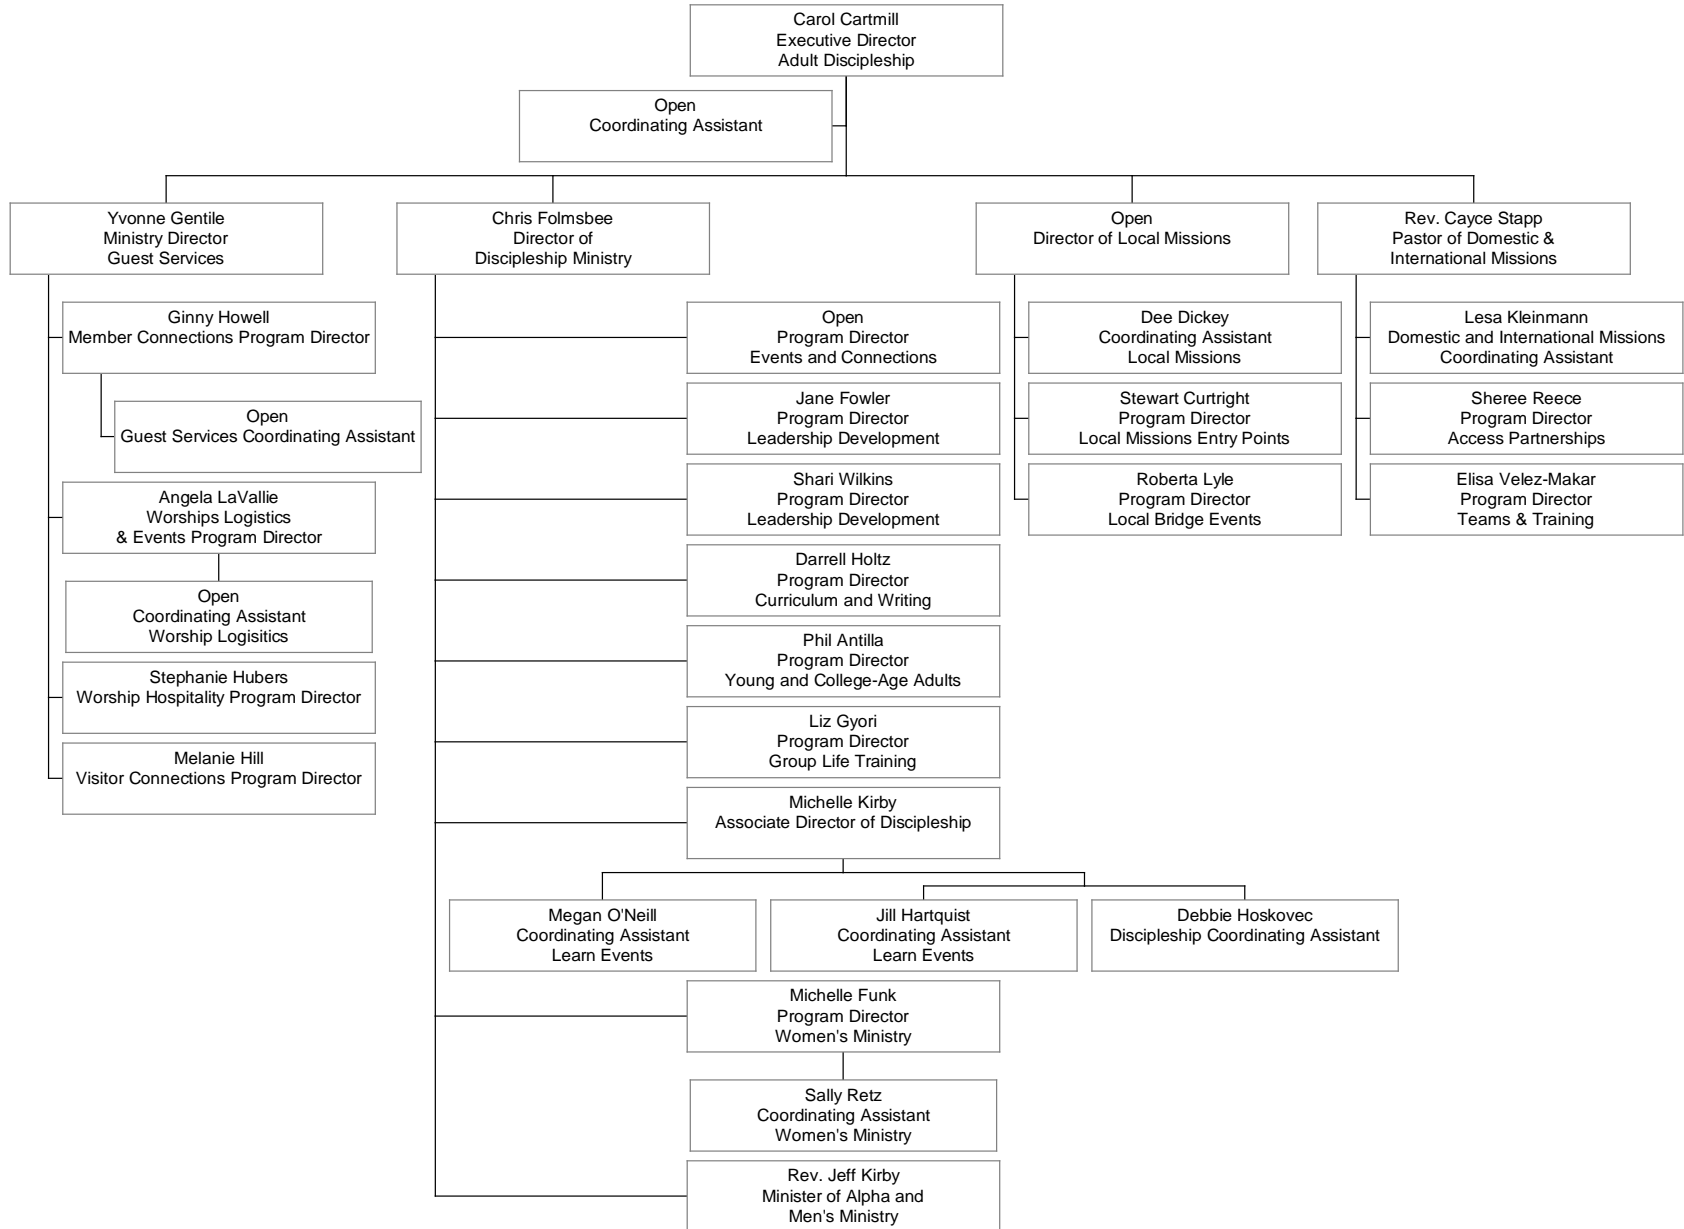 Carol Cartmill
Executive Director
Adult Discipleship
Open
Coordinating Assistant
Yvonne Gentile
Ministry Director
Guest Services
Chris Folmsbee
Director of
Discipleship Ministry
Open
Director of Local Missions
Rev. Cayce Stapp
Pastor of Domestic &
International Missions
Ginny Howell
Member Connections Program Director
Open
Guest Services Coordinating Assistant
Angela LaVallie
Worships Logistics
& Events Program Director
Open
Coordinating Assistant
Worship Logisitics
Stephanie Hubers
Worship Hospitality Program Director
Melanie Hill
Visitor Connections Program Director
Open
Program Director
Events and Connections
Jane Fowler
Program Director
Leadership Development
Shari Wilkins
Program Director
Leadership Development
Darrell Holtz
Program Director
Curriculum and Writing
Phil Antilla
Program Director
Young and College-Age Adults
Liz Gyori
Program Director
Group Life Training
Michelle Kirby
Associate Director of Discipleship
Megan O'Neill
Coordinating Assistant
Learn Events
Jill Hartquist
Coordinating Assistant
Learn Events
Debbie Hoskovec
Discipleship Coordinating Assistant
Michelle Funk
Program Director
Women's Ministry
Sally Retz
Coordinating Assistant
Women's Ministry
Rev. Jeff Kirby
Minister of Alpha and
Men's Ministry
Dee Dickey
Coordinating Assistant
Local Missions
Stewart Curtright
Program Director
Local Missions Entry Points
Roberta Lyle
Program Director
Local Bridge Events
Lesa Kleinmann
Domestic and International Missions
Coordinating Assistant
Sheree Reece
Program Director
Access Partnerships
Elisa Velez-Makar
Program Director
Teams & Training